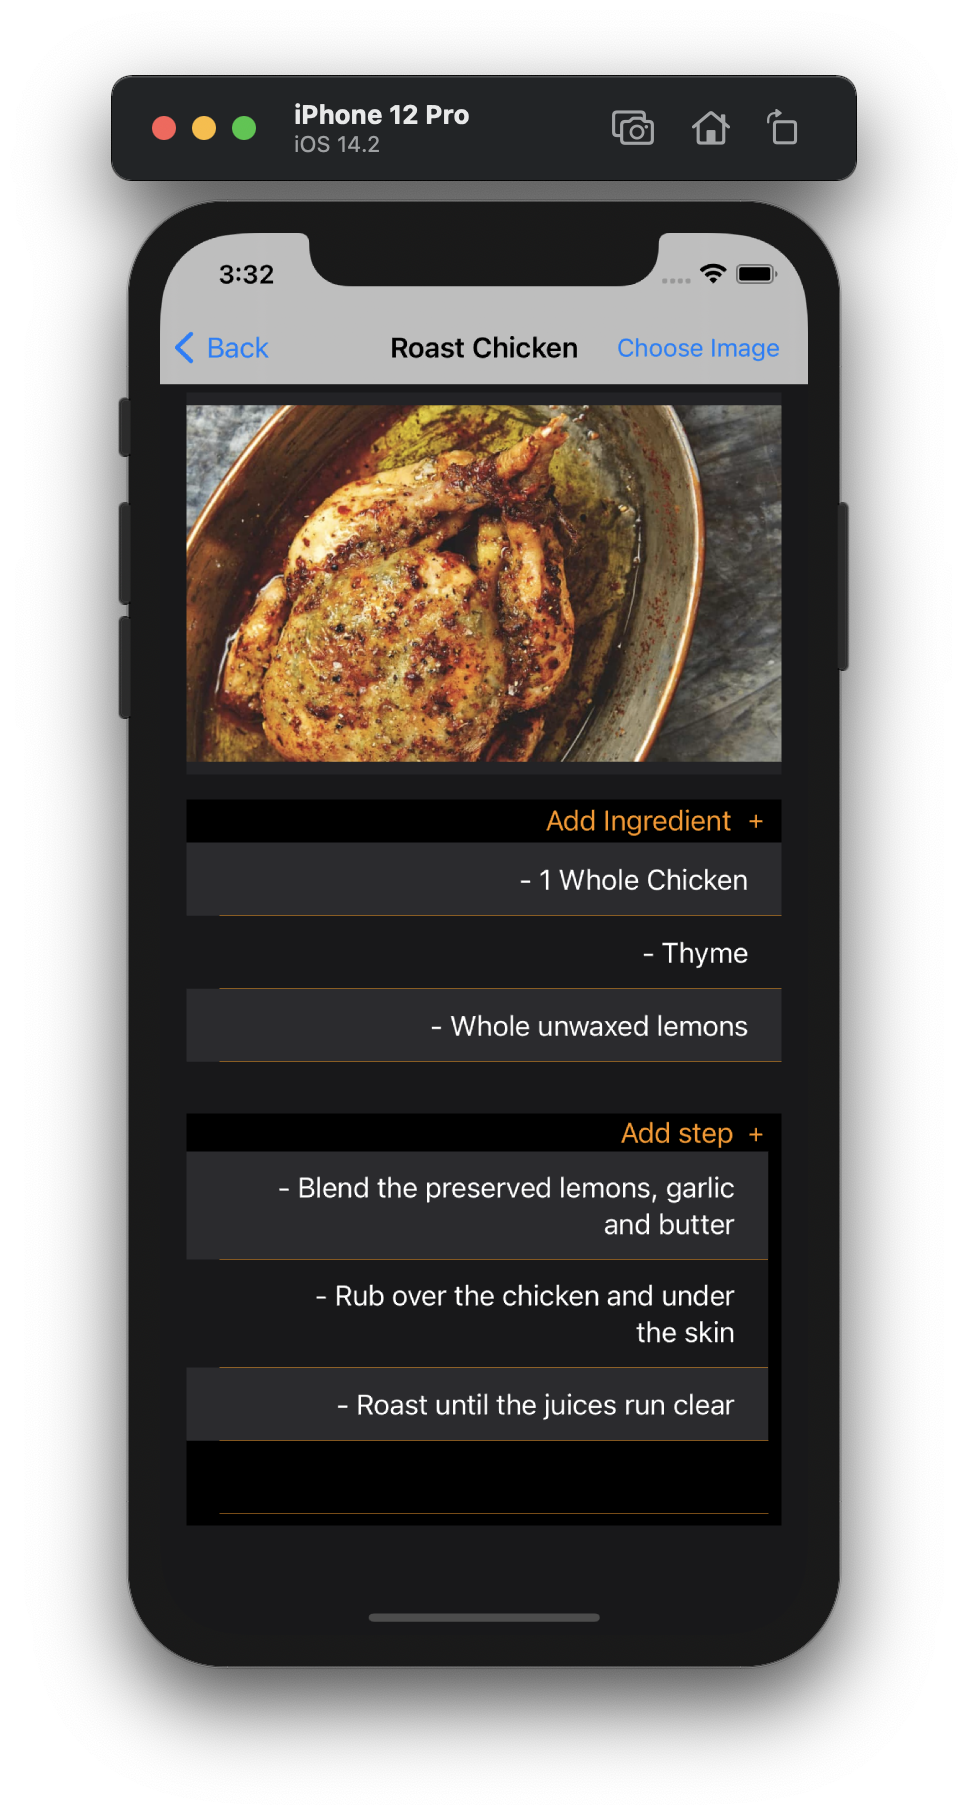 iPhone 12 Pro
iOS 14.2
3:32
Back
Roast Chicken
Choose Image
Add Ingredient +
- 1 Whole Chicken
- Thyme
- Whole unwaxed lemons
Add step +
- Blend the preserved lemons, garlic
and butter
- Rub over the chicken and under
the skin
- Roast until the juices run clear